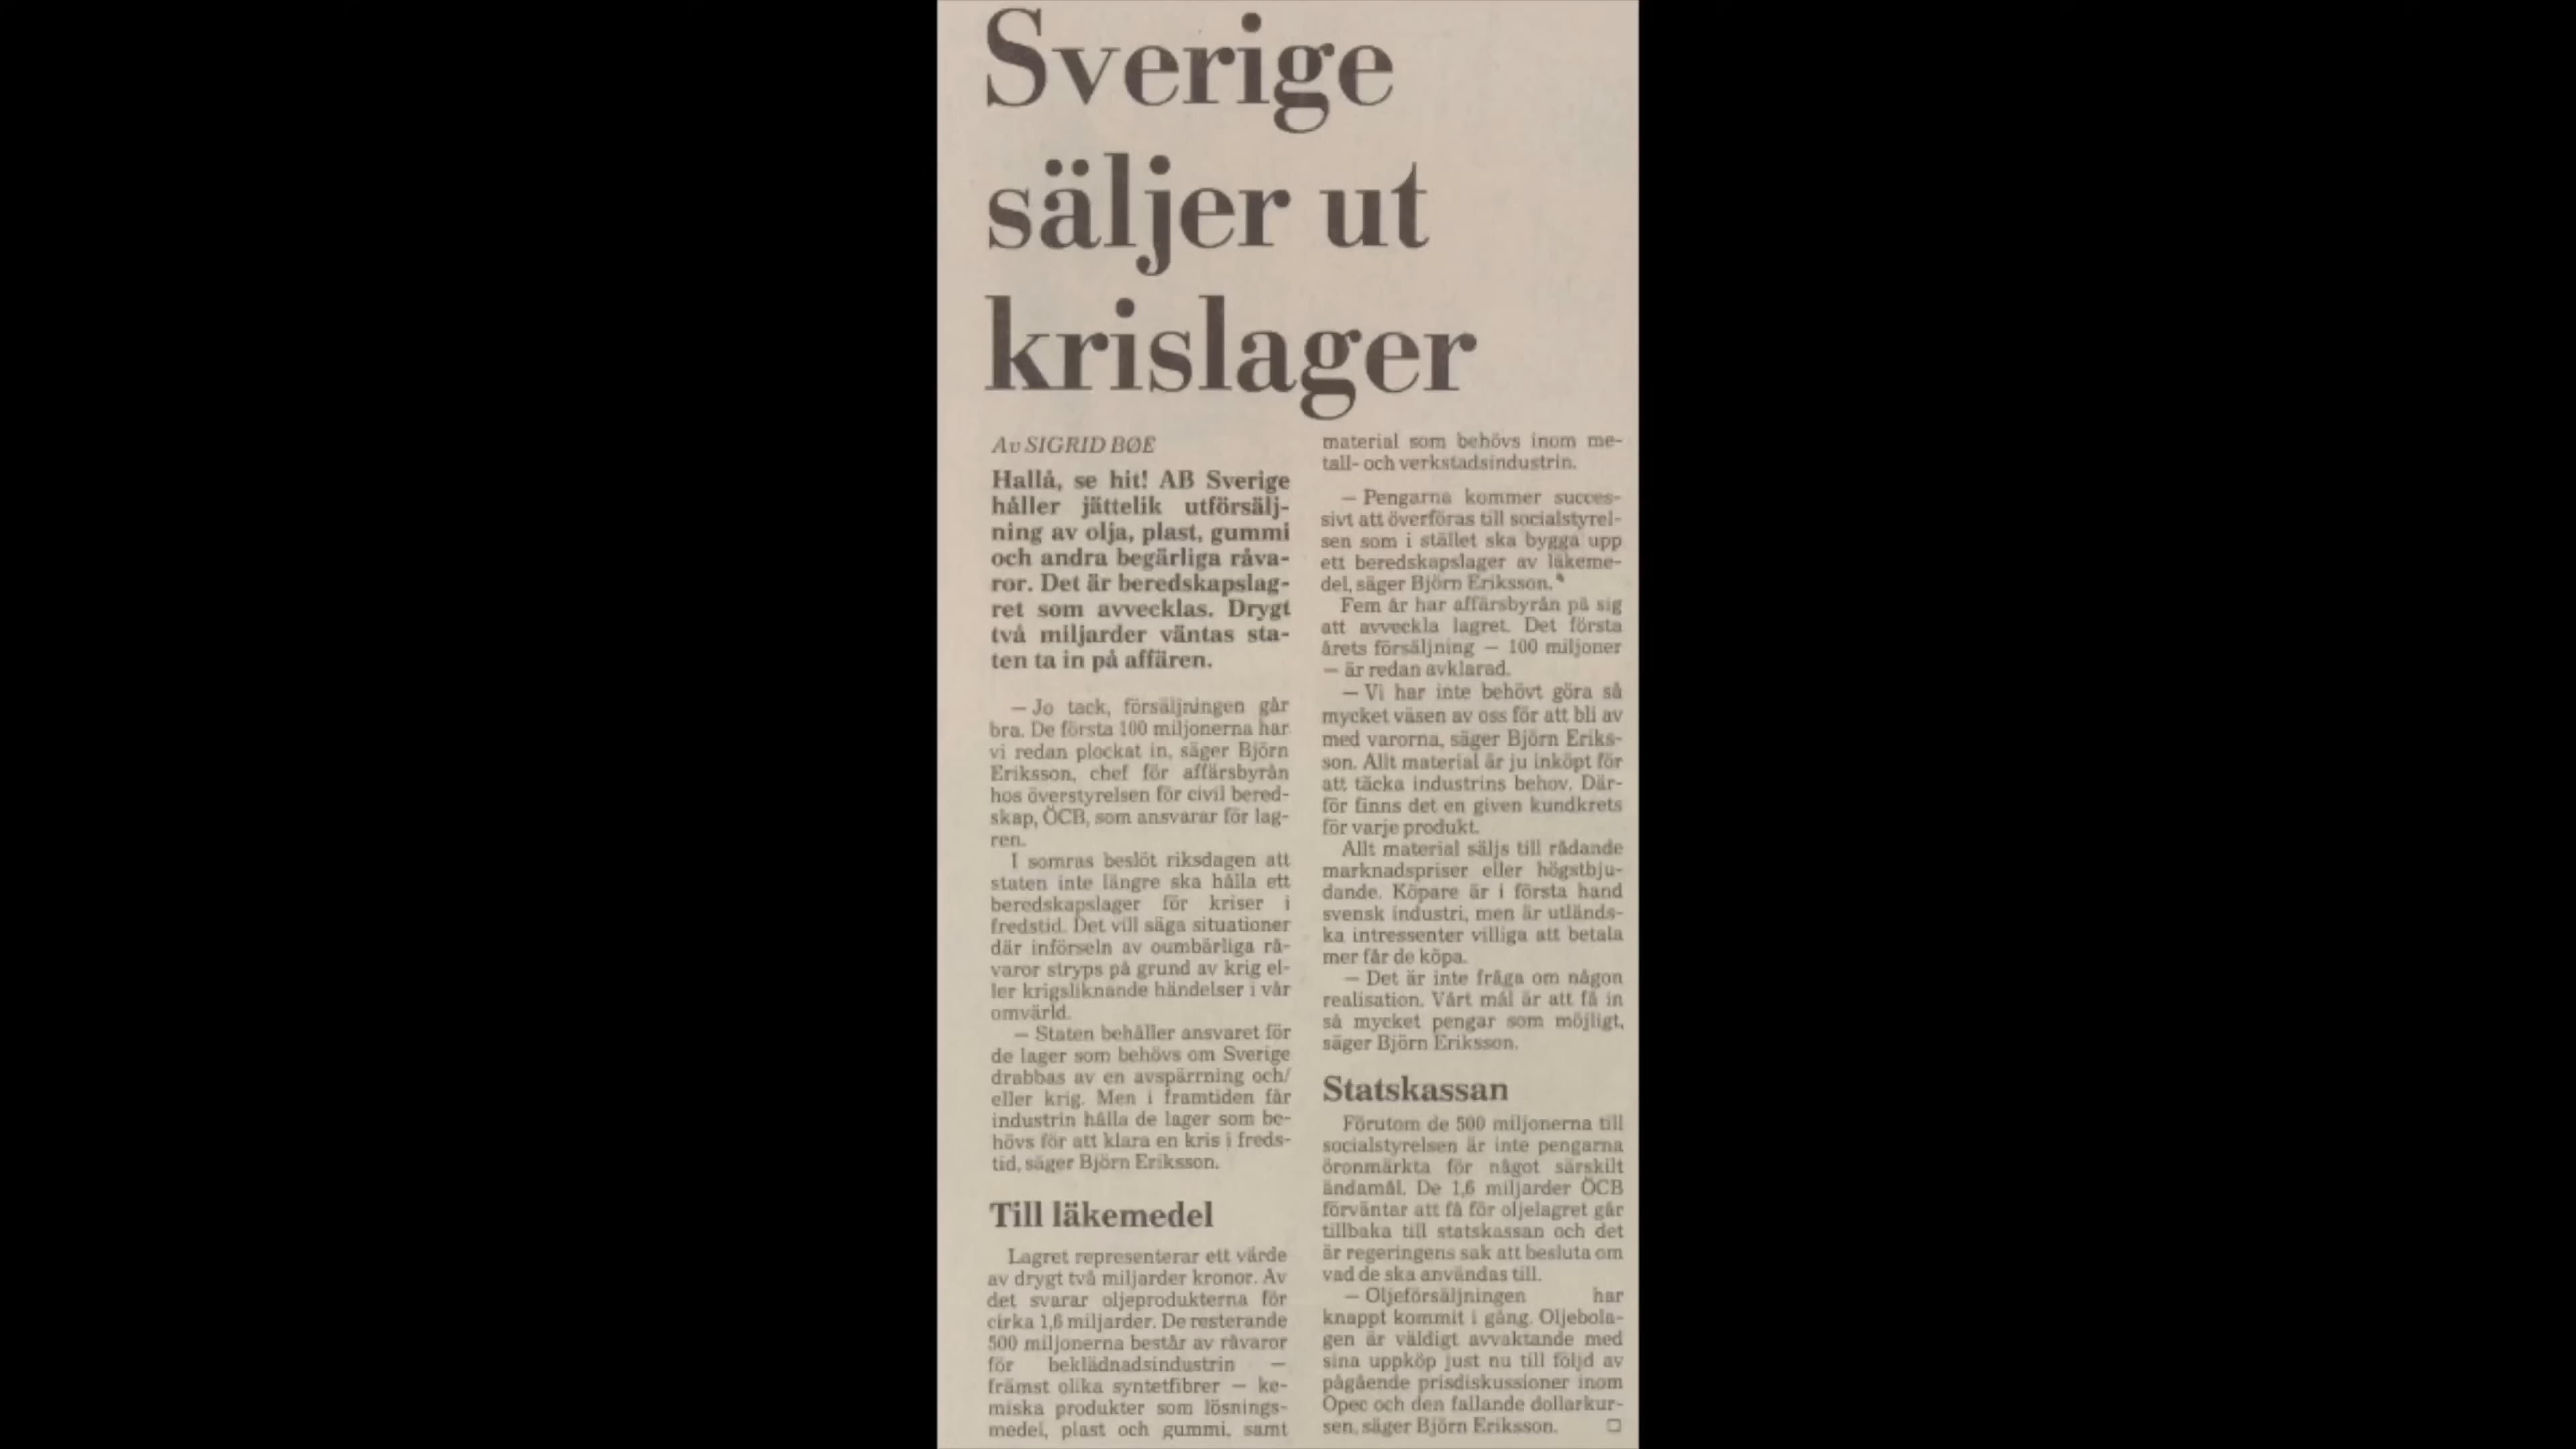 Sverige
säljer ut
krislager
Av SIGRID BØE
Hallå, se hit! AB Sverige
håller jättelik utförsälj-
ning av olja, plast, gummi
och andra begärliga råva-
ror. Det är beredskapslag-
ret som avvecklas. Drygt
två miljarder väntas sta-
ten ta in på affären.
– Jo tack, försäljningen går
bra. De första 100 miljonerna har
vi redan plockat in, säger Björn
Eriksson, chef för affärsbyrån
hos överstyrelsen för civil bered-
skap, ÖCB, som ansvarar för lag-
ren.
I somras beslöt riksdagen att
staten inte längre ska hålla ett
beredskapslager för kriser i
fredstid. Det vill säga situationer
där införseln av oumbärliga rå-
varor stryps på grund av krig el-
ler krigsliknande händelser i vår
omvärld.
– Staten behåller ansvaret för
de lager som behövs om Sverige
drabbas av en avspärrning och/
eller krig. Men i framtiden får
industrin hålla de lager som be-
hövs för att klara en kris i freds-
tid, säger Björn Eriksson.
Till läkemedel
Lagret representerar ett värde
av drygt två miljarder kronor. Av
det svarar oljeprodukterna för
cirka 1,6 miljarder. De resterande
500 miljonerna består av råvaror
för beklädnadsindustrin –
främst olika syntetfibrer – ke-
miska produkter som lösnings-
medel, plast och gummi, samt
material som behövs inom me-
tall- och verkstadsindustrin.
– Pengarna kommer succes-
sivt att överföras till socialstyrel-
sen som i stället ska bygga upp
ett beredskapslager av läkeme-
del, säger Björn Eriksson.
Fem år har affärsbyrån på sig
att avveckla lagret. Det första
årets försäljning – 100 miljoner
– är redan avklarad.
– Vi har inte behövt göra så
mycket väsen av oss för att bli av
med varorna, säger Björn Eriks-
son. Allt material är ju inköpt för
att täcka industrins behov. Där-
för finns det en given kundkrets
för varje produkt.
Allt material säljs till rådande
marknadspriser eller högstbju-
dande. Köpare är i första hand
svensk industri, men är utländs-
ka intressenter villiga att betala
mer får de köpa.
– Det är inte fråga om någon
realisation. Vårt mål är att få in
så mycket pengar som möjligt,
säger Björn Eriksson.
Statskassan
Förutom de 500 miljonerna till
socialstyrelsen är inte pengarna
öronmärkta för något särskilt
ändamål. De 1,6 miljarder ÖCB
förväntar att få för oljelagret går
tillbaka till statskassan och det
är regeringens sak att besluta om
vad de ska användas till.
– Oljeförsäljningen har
knappt kommit i gång. Oljebola-
gen är väldigt avvaktande med
sina uppköp just nu till följd av
pågående prisdiskussioner inom
Opec och den fallande dollarkur-
sen, säger Björn Eriksson.